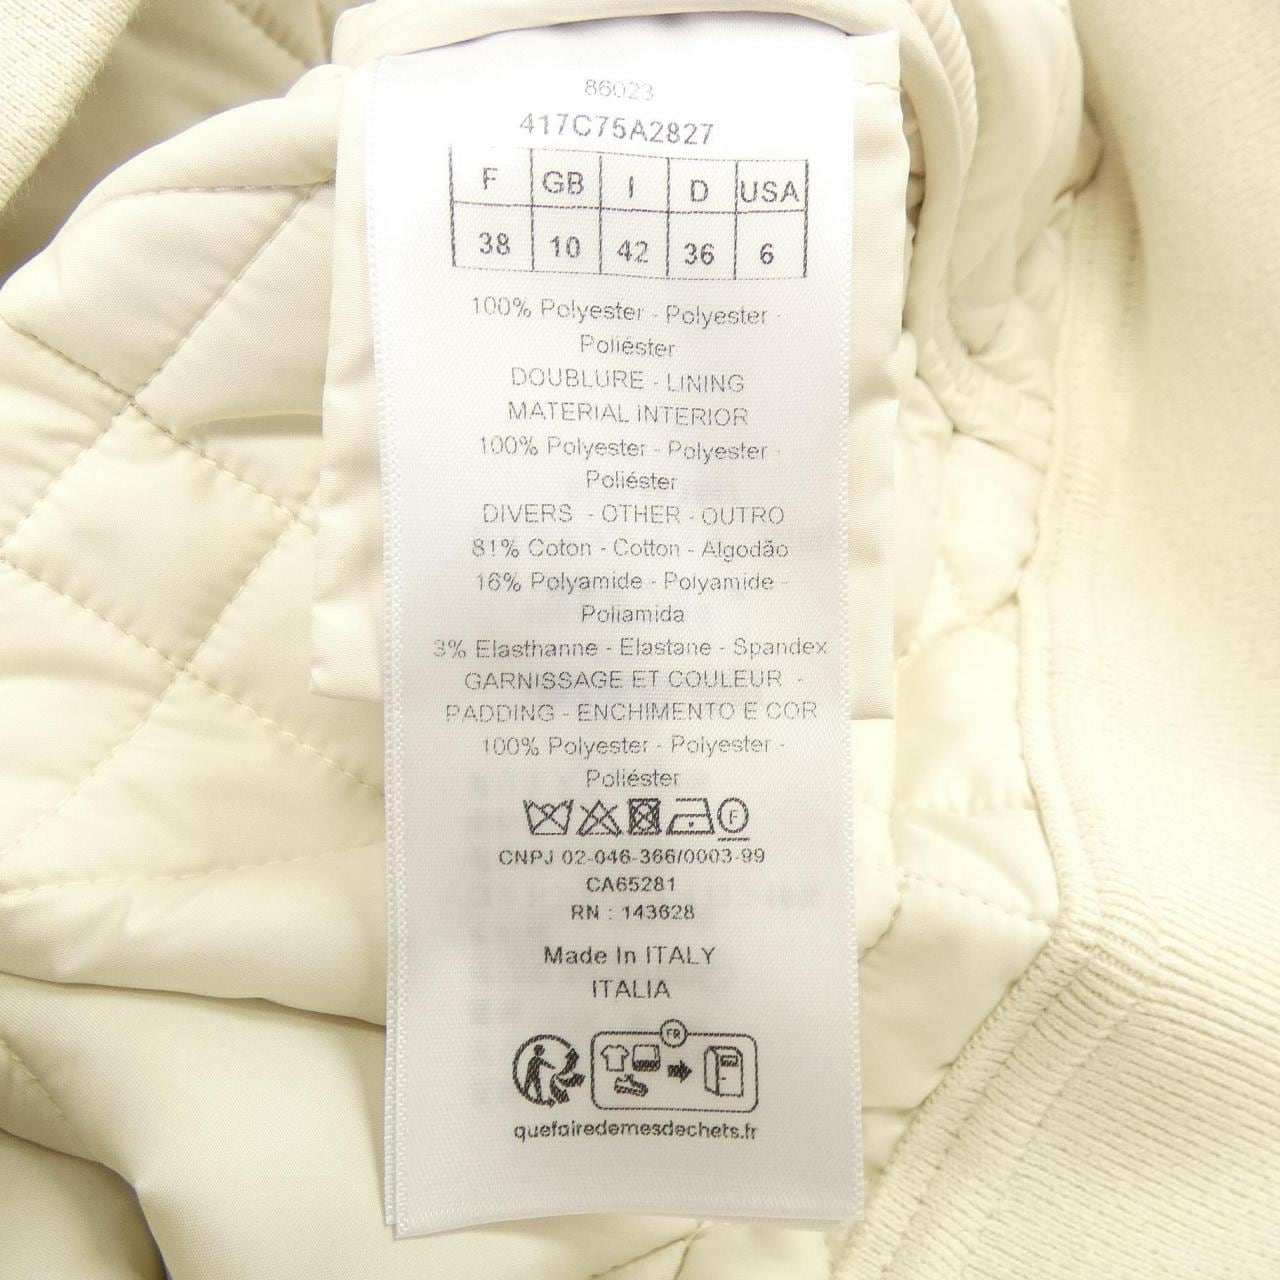 86023
417C75A2827
F GB I D USA
38 10 42 36 6
100% Polyester - Polyester -
Poliéster
DOUBLURE - LINING
MATERIAL INTERIOR
100% Polyester - Polyester -
Poliéster
DIVERS - OTHER - OUTRO
81% Coton - Cotton - Algodão
16% Polyamide - Polyamide -
Poliamida
3% Elasthanne - Elastane - Spandex
GARNISSAGE ET COULEUR -
PADDING - ENCHIMENTO E COR
100% Polyester - Polyester -
Poliéster
F
CNPJ 02-046-366/0003-99
CA65281
RN : 143628
Made In ITALY
ITALIA
FR
quefairedemesdechets.fr